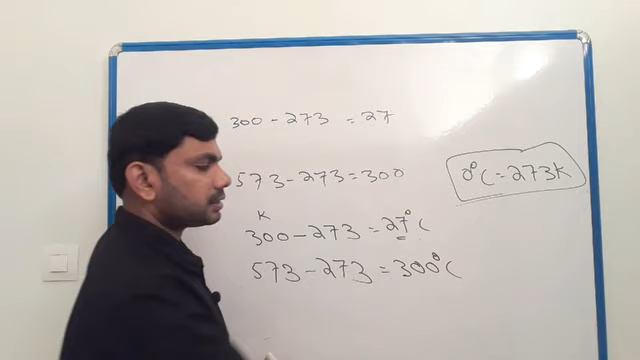 300 - 273 = 27
573 - 273 = 300
0°C = 273K
K
300 - 273 = 27°C
573 - 273 = 300°C